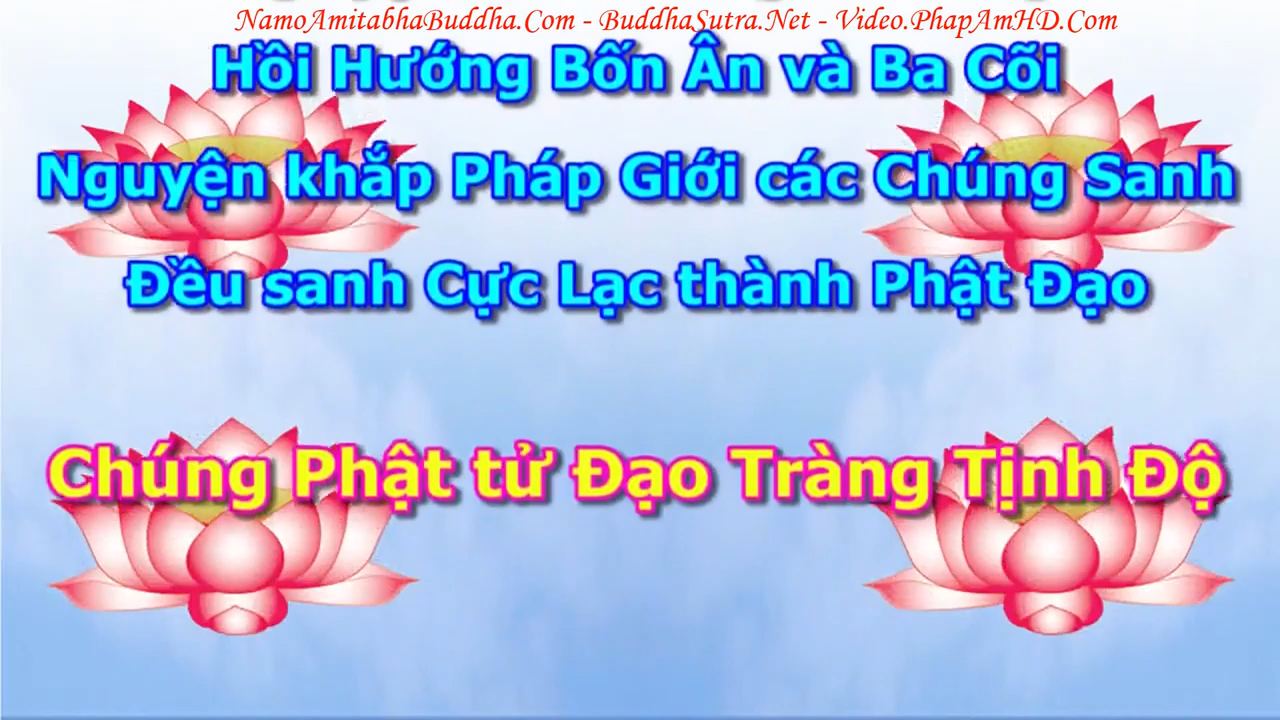 NamoAmitabhaBuddha.Com - BuddhaSutra.Net - Video.PhapAmHD.Com
Hồi Hướng Bốn Ân và Ba Cõi
Nguyện khắp Pháp Giới các Chúng Sanh
Đều sanh Cực Lạc thành Phật Đạo
Chúng Phật tử Đạo Tràng Tịnh Độ